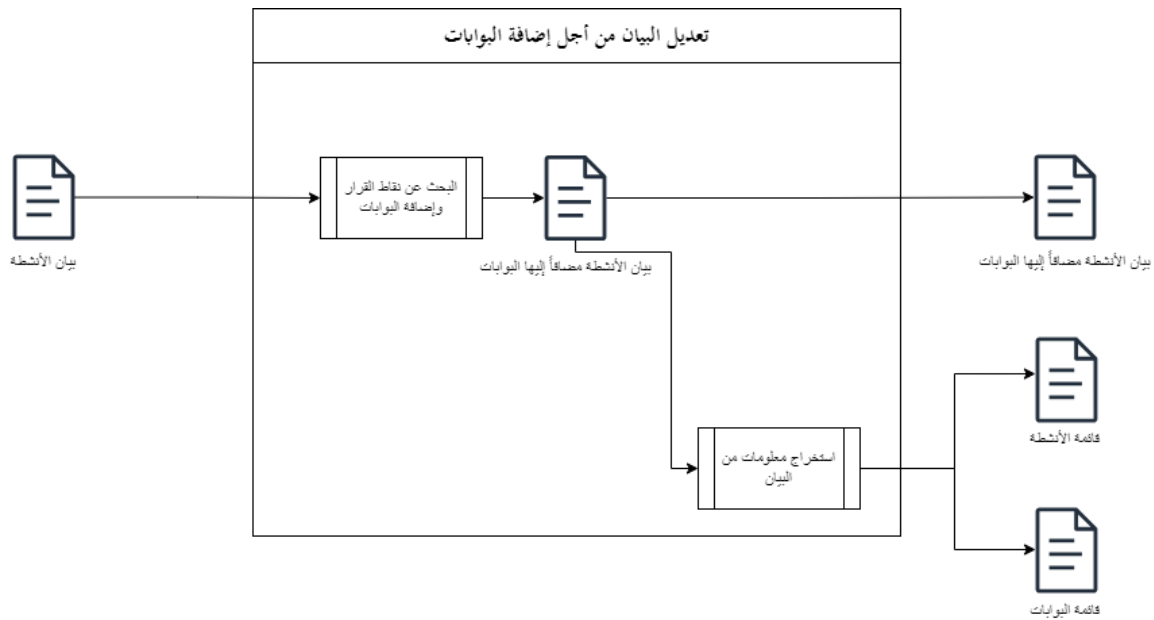 تعديل البيان من أجل إضافة البوابات
بيان الأنشطة
البحث عن نقاط القرار
وإضافة البوابات
بيان الأنشطة مضافاً إليها البوابات
بيان الأنشطة مضافاً إليها البوابات
استخراج معلومات من
البيان
قائمة الأنشطة
قائمة البوابات